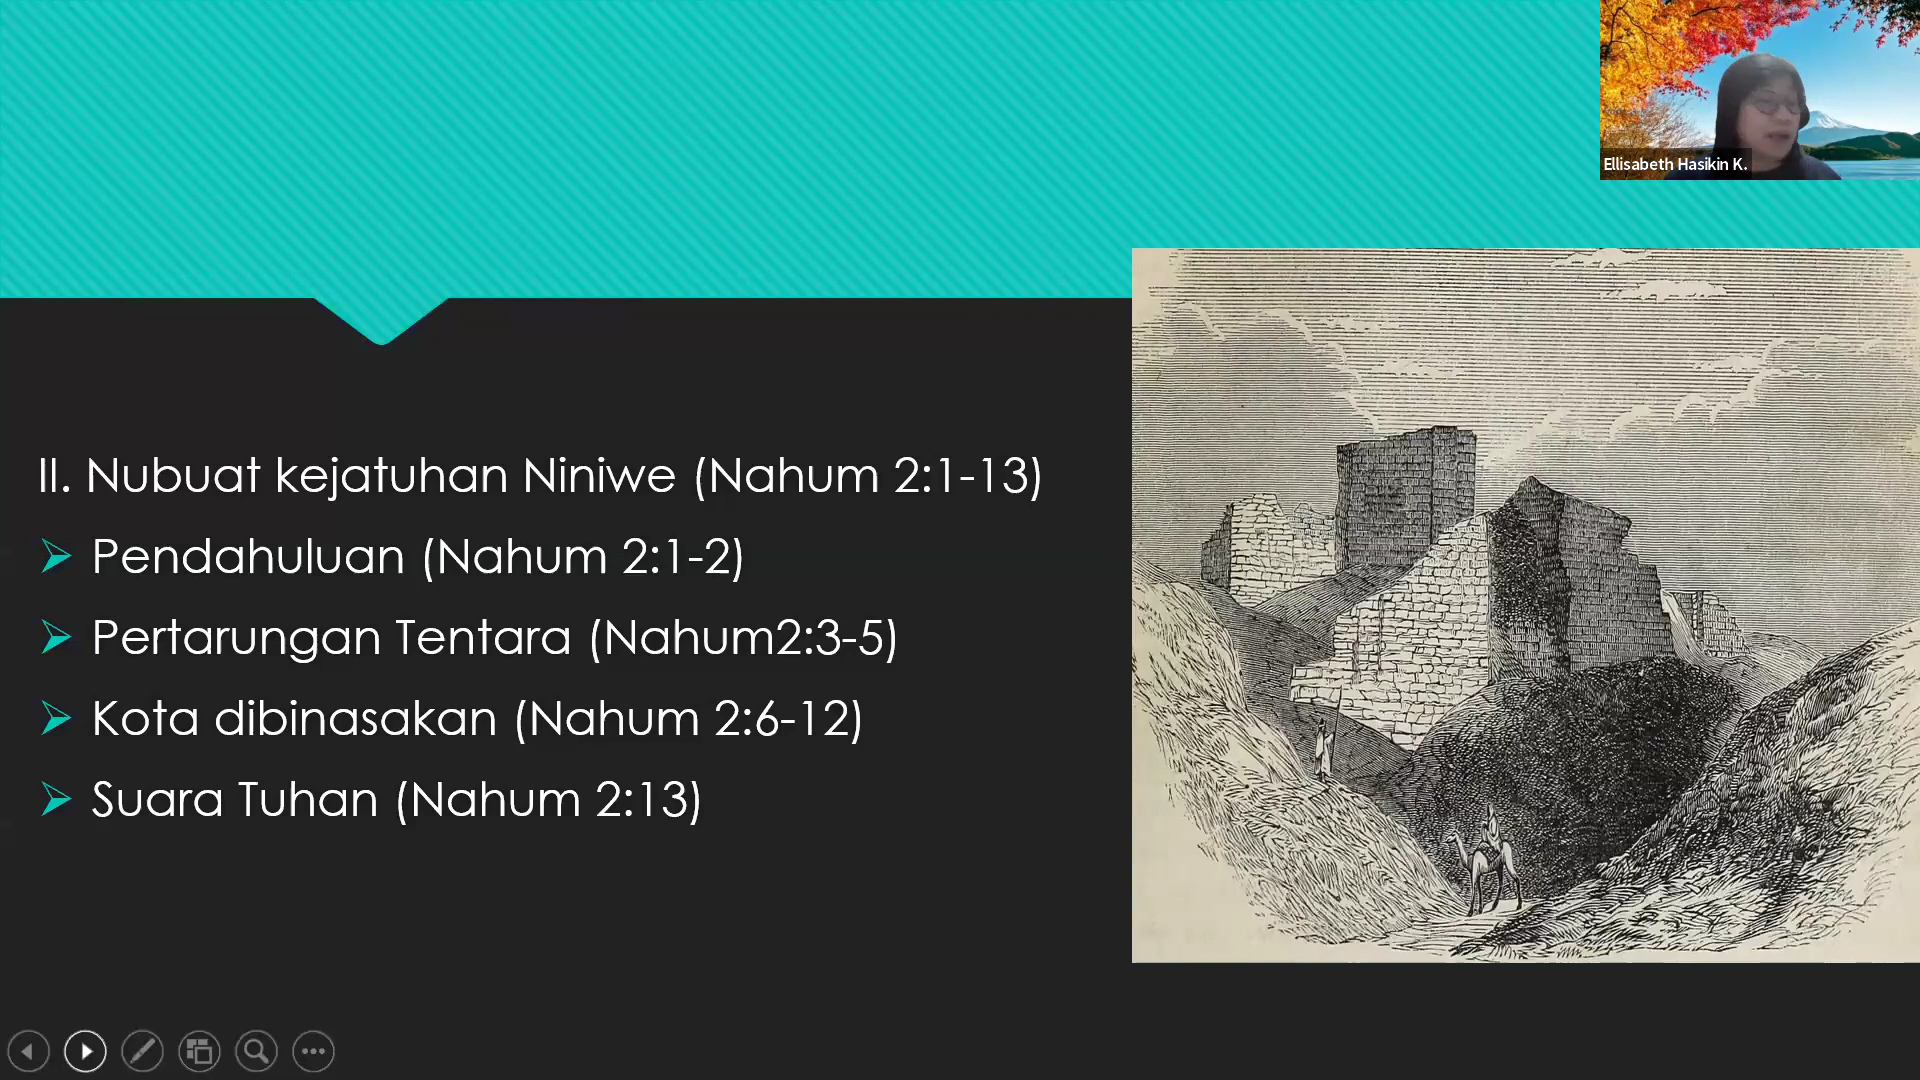 Ellisabeth Hasikin K.
II. Nubuat kejatuhan Niniwe (Nahum 2:1-13)
Pendahuluan (Nahum 2:1-2)
Pertarungan Tentara (Nahum2:3-5)
Kota dibinasakan (Nahum 2:6-12)
Suara Tuhan (Nahum 2:13)